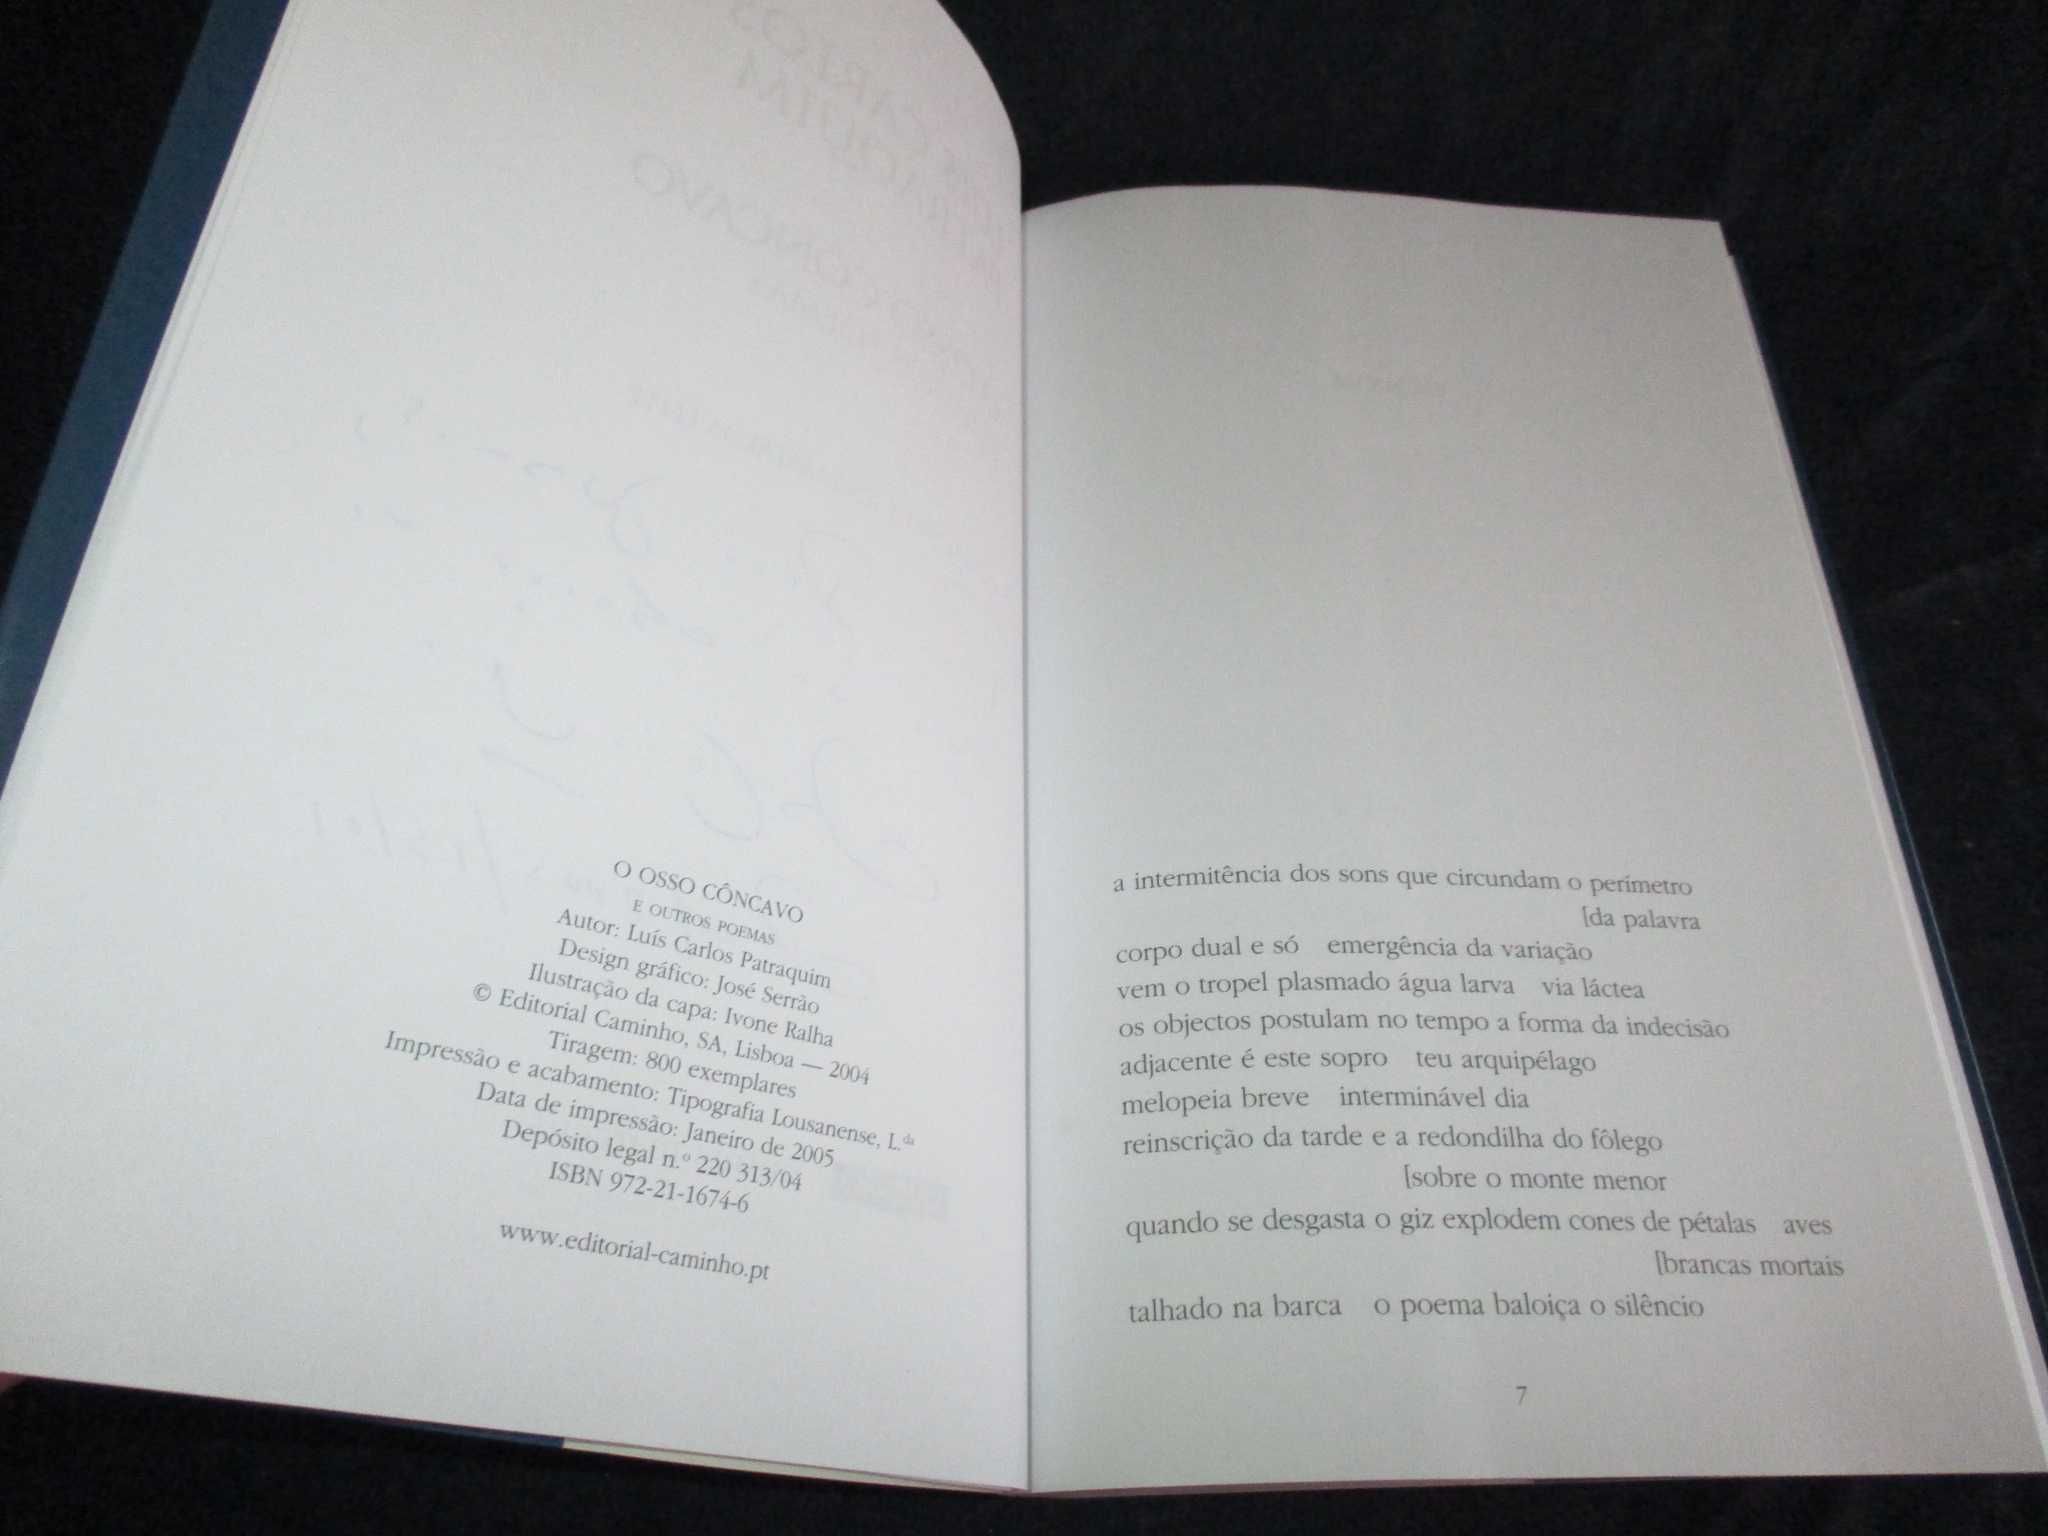 O OSSO CÔNCAVO
E OUTROS POEMAS
Autor: Luís Carlos Patraquim
Design gráfico: José Serrão
Ilustração da capa: Ivone Ralha
© Editorial Caminho, SA, Lisboa — 2004
Tiragem: 800 exemplares
Impressão e acabamento: Tipografia Lousanense, L.da
Data de impressão: Janeiro de 2005
Depósito legal n.º 220 313/04
ISBN 972-21-1674-6
www.editorial-caminho.pt
a intermitência dos sons que circundam o perímetro
[da palavra
corpo dual e só emergência da variação
vem o tropel plasmado água larva via láctea
os objectos postulam no tempo a forma da indecisão
adjacente é este sopro teu arquipélago
melopeia breve interminável dia
reinscrição da tarde e a redondilha do fôlego
[sobre o monte menor
quando se desgasta o giz explodem cones de pétalas aves
[brancas mortais
talhado na barca o poema baloiça o silêncio
7